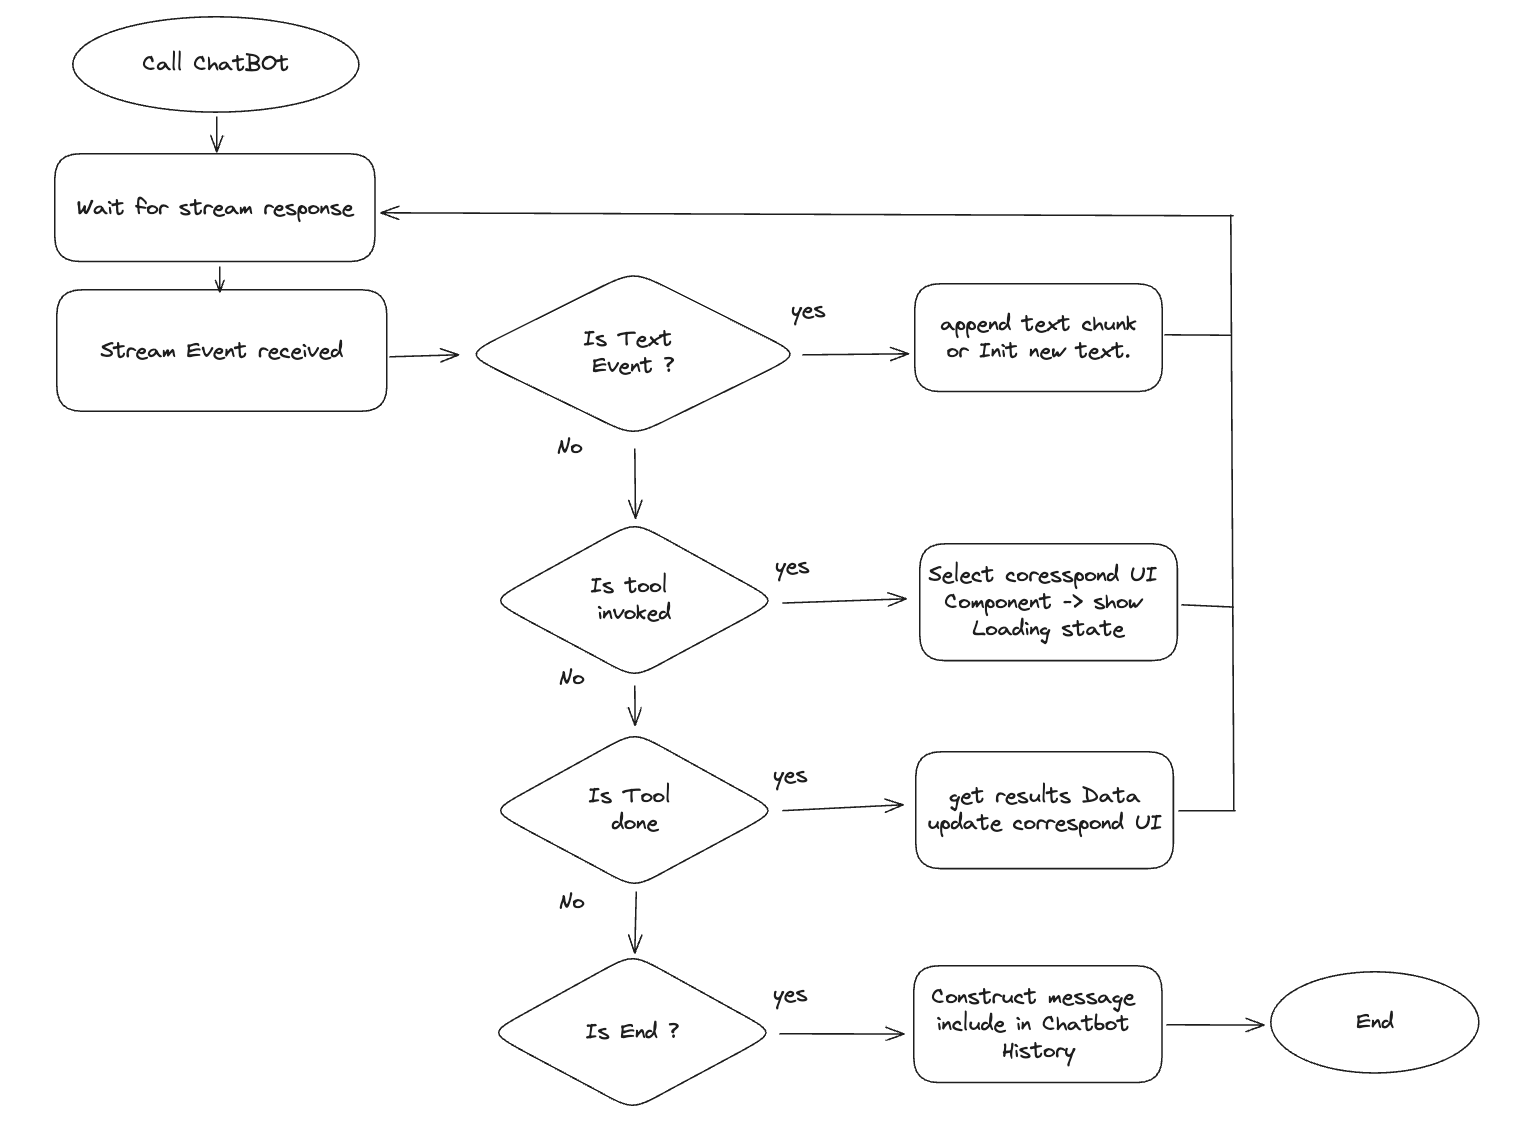 Call ChatBOt
Wait for stream response
Stream Event received
Is Text
Event ?
yes
append text chunk
or Init new text.
No
Is tool
invoked
yes
Select coresspond UI
Component -> show
Loading state
No
Is Tool
done
yes
get results Data
update correspond UI
No
Is End ?
yes
Construct message
include in Chatbot
History
End